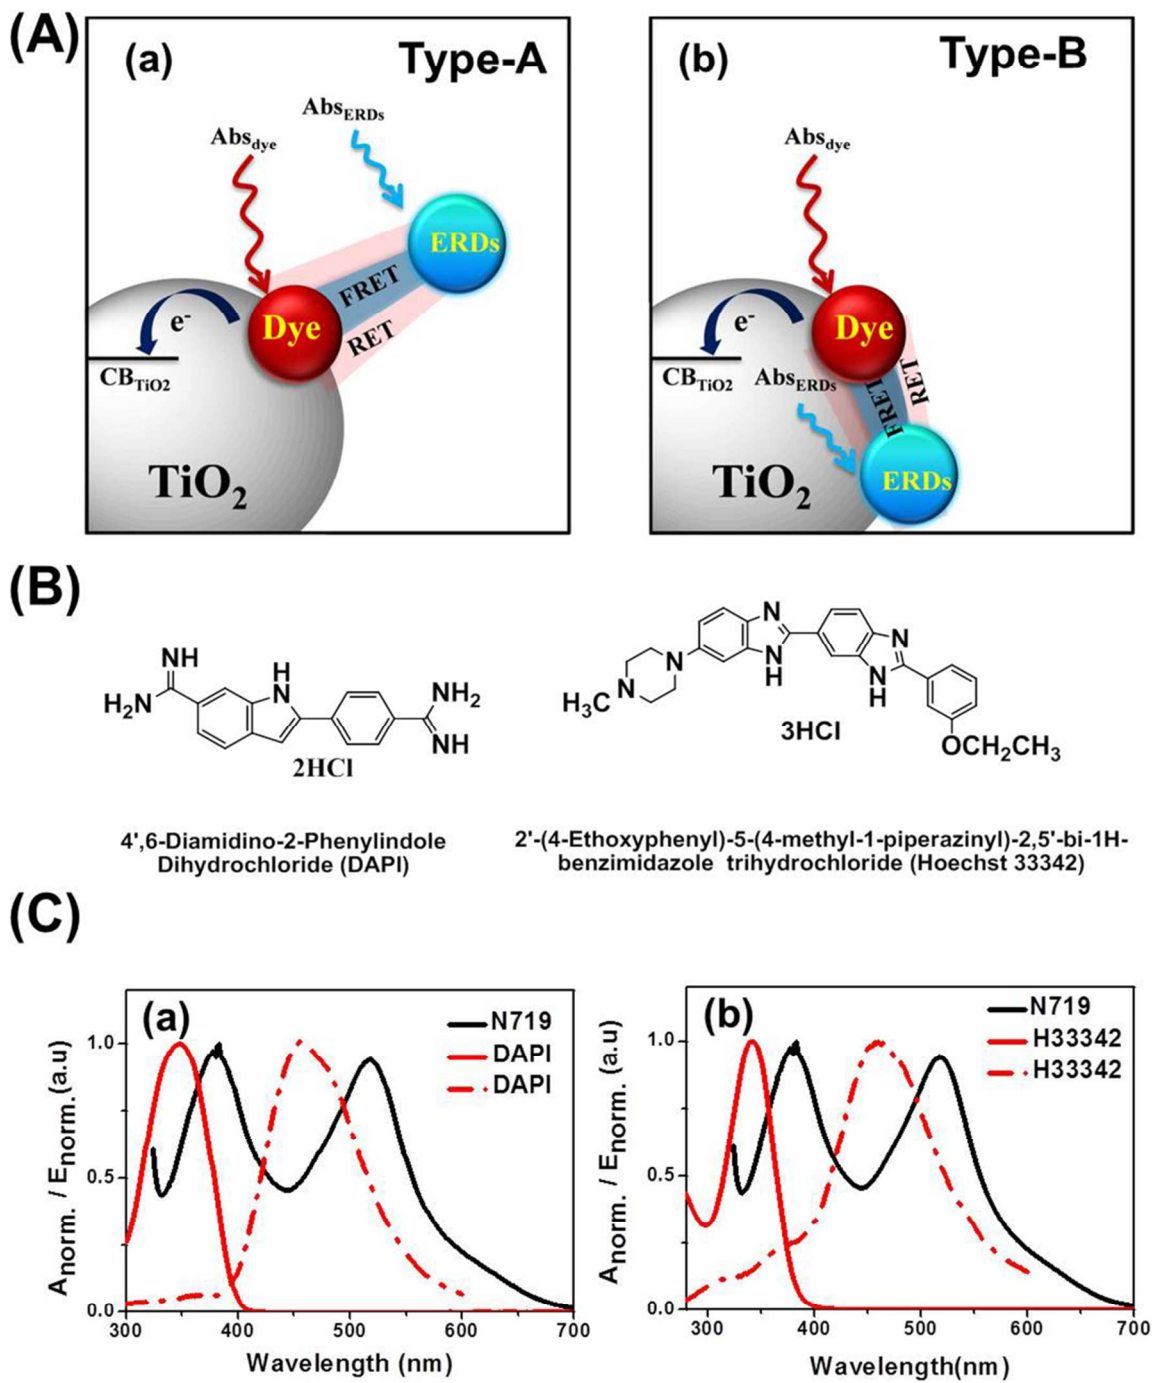 (A)
(a)
Type-A
Abs_ERDs
Abs_dye
ERDs
FRET
RET
Dye
e-
CB_TiO2
TiO2
(b)
Type-B
Abs_dye
Dye
e-
CB_TiO2
Abs_ERDs
FRET
RET
ERDs
TiO2
(B)
NH
H2N
H
N
NH2
NH
2HCl
4',6-Diamidino-2-Phenylindole
Dihydrochloride (DAPI)
N
N
H
N
N
H3C
N
N
H
3HCl
OCH2CH3
2'-(4-Ethoxyphenyl)-5-(4-methyl-1-piperazinyl)-2,5'-bi-1H-
benzimidazole trihydrochloride (Hoechst 33342)
(C)
(a)
N719
DAPI
DAPI
Anorm. / Enorm.(a.u)
1.0
0.5
0.0
300 400 500 600 700
Wavelength (nm)
(b)
N719
H33342
H33342
Anorm. / Enorm.(a.u)
1.0
0.5
0.0
300 400 500 600 700
Wavelength(nm)